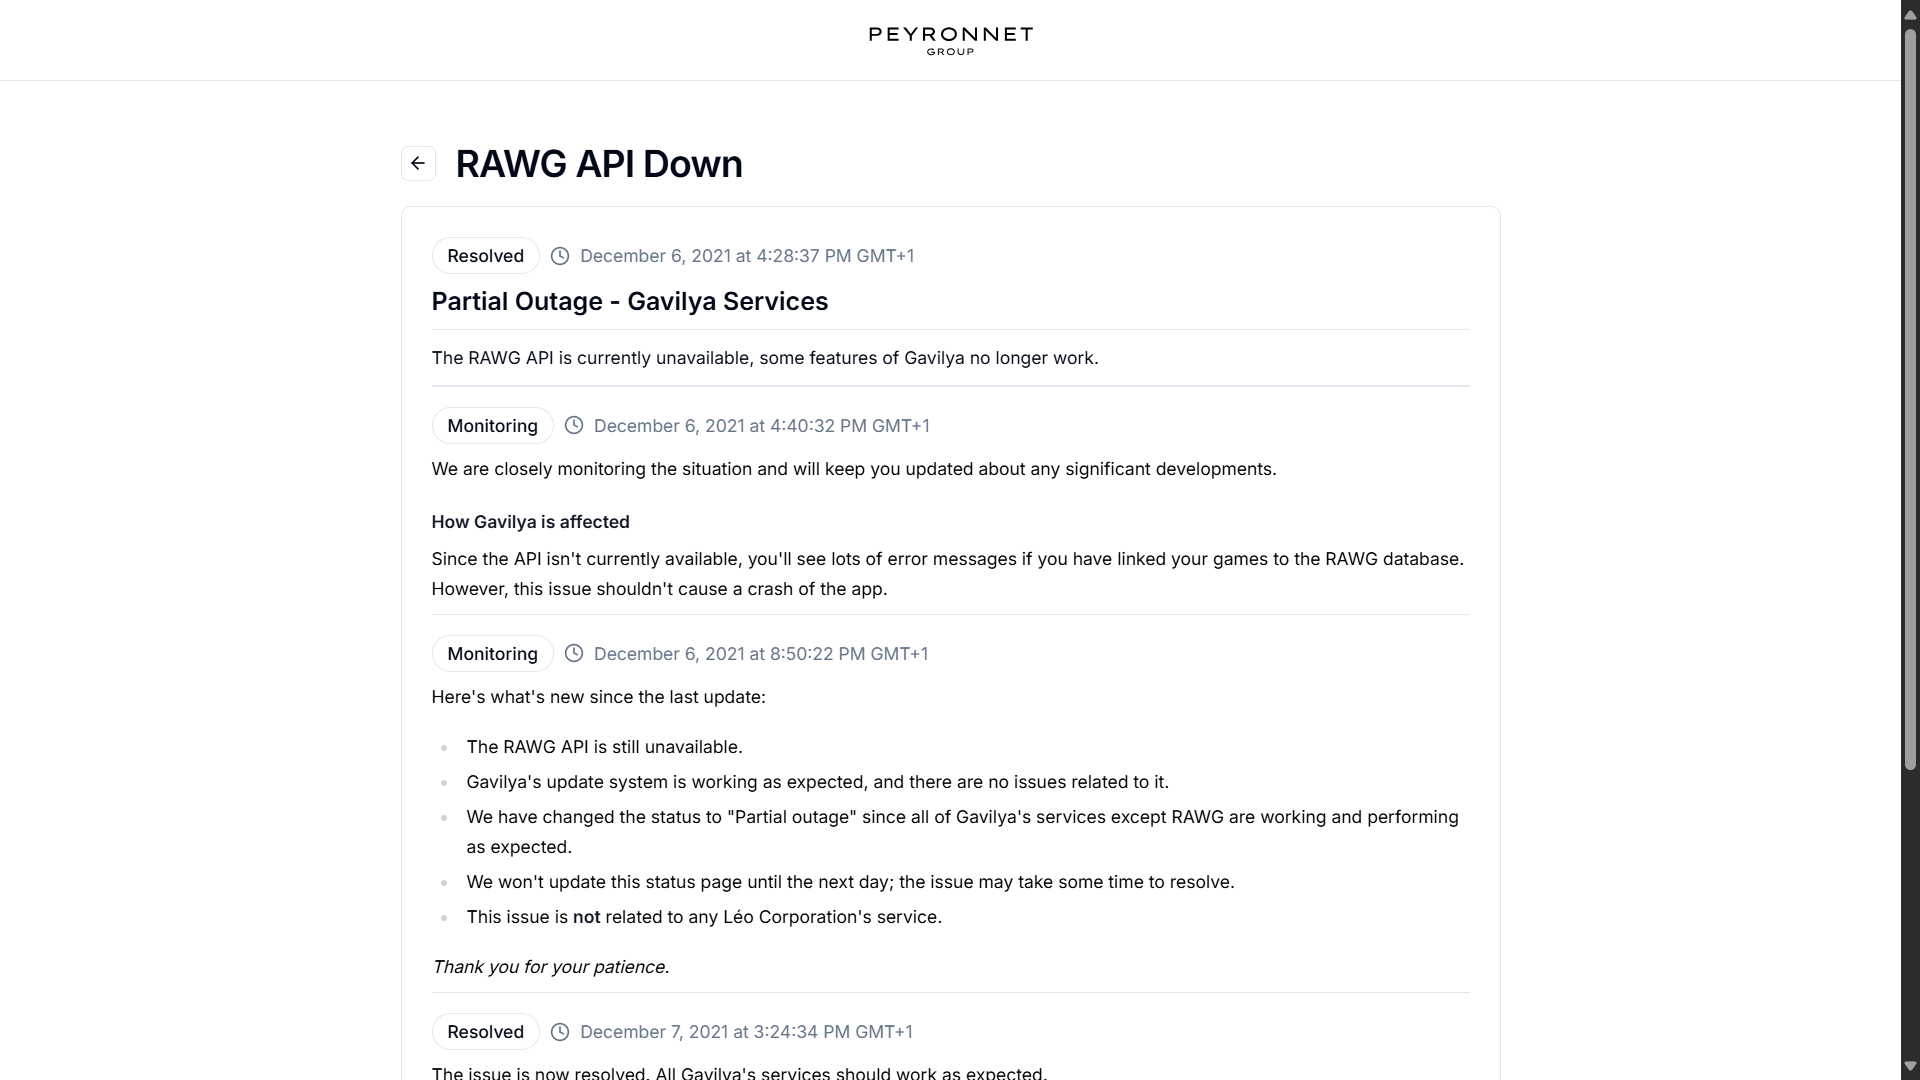 PEYRONNET
GROUP
RAWG API Down
Resolved
December 6, 2021 at 4:28:37 PM GMT+1
Partial Outage - Gavilya Services
The RAWG API is currently unavailable, some features of Gavilya no longer work.
Monitoring
December 6, 2021 at 4:40:32 PM GMT+1
We are closely monitoring the situation and will keep you updated about any significant developments.
How Gavilya is affected
Since the API isn't currently available, you'll see lots of error messages if you have linked your games to the RAWG database.
However, this issue shouldn't cause a crash of the app.
Monitoring
December 6, 2021 at 8:50:22 PM GMT+1
Here's what's new since the last update:
The RAWG API is still unavailable.
Gavilya's update system is working as expected, and there are no issues related to it.
We have changed the status to "Partial outage" since all of Gavilya's services except RAWG are working and performing
as expected.
We won't update this status page until the next day; the issue may take some time to resolve.
This issue is not related to any Léo Corporation's service.
Thank you for your patience.
Resolved
December 7, 2021 at 3:24:34 PM GMT+1
The issue is now resolved. All Gavilya's services should work as expected.